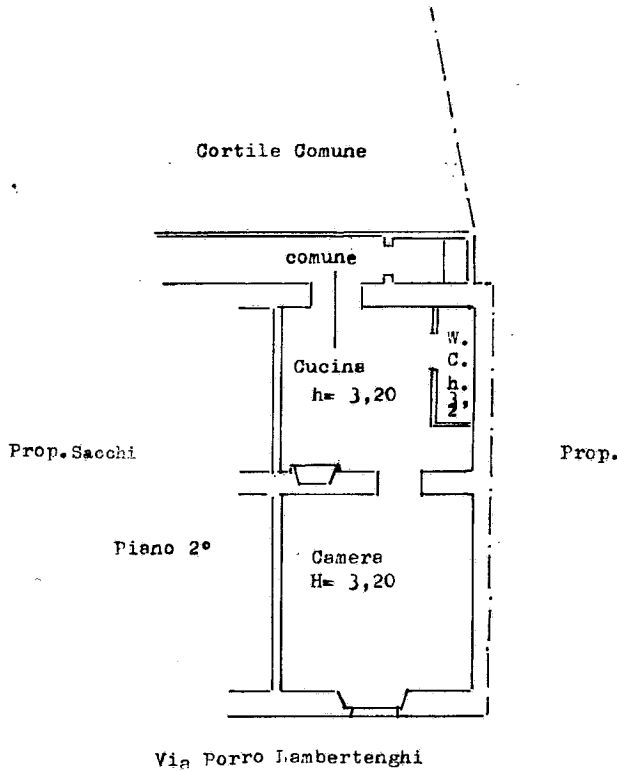 Cortile Comune
comune
W.
C.
h.
3,
2
Cucina
h= 3,20
Prop. Sacchi
Prop.
Piano 2°
Camera
H= 3,20
Via Porro Lambertenghi